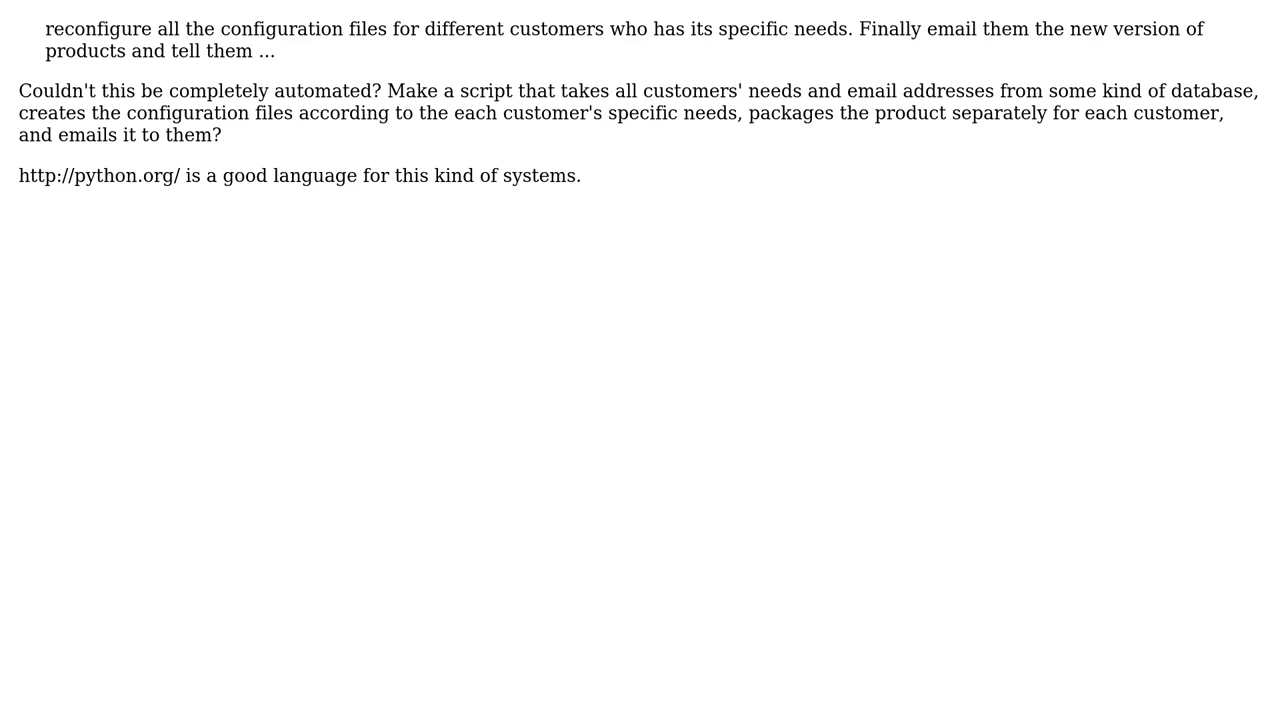 reconfigure all the configuration files for different customers who has its specific needs. Finally email them the new version of
products and tell them ...
Couldn't this be completely automated? Make a script that takes all customers' needs and email addresses from some kind of database,
creates the configuration files according to the each customer's specific needs, packages the product separately for each customer,
and emails it to them?
http://python.org/ is a good language for this kind of systems.